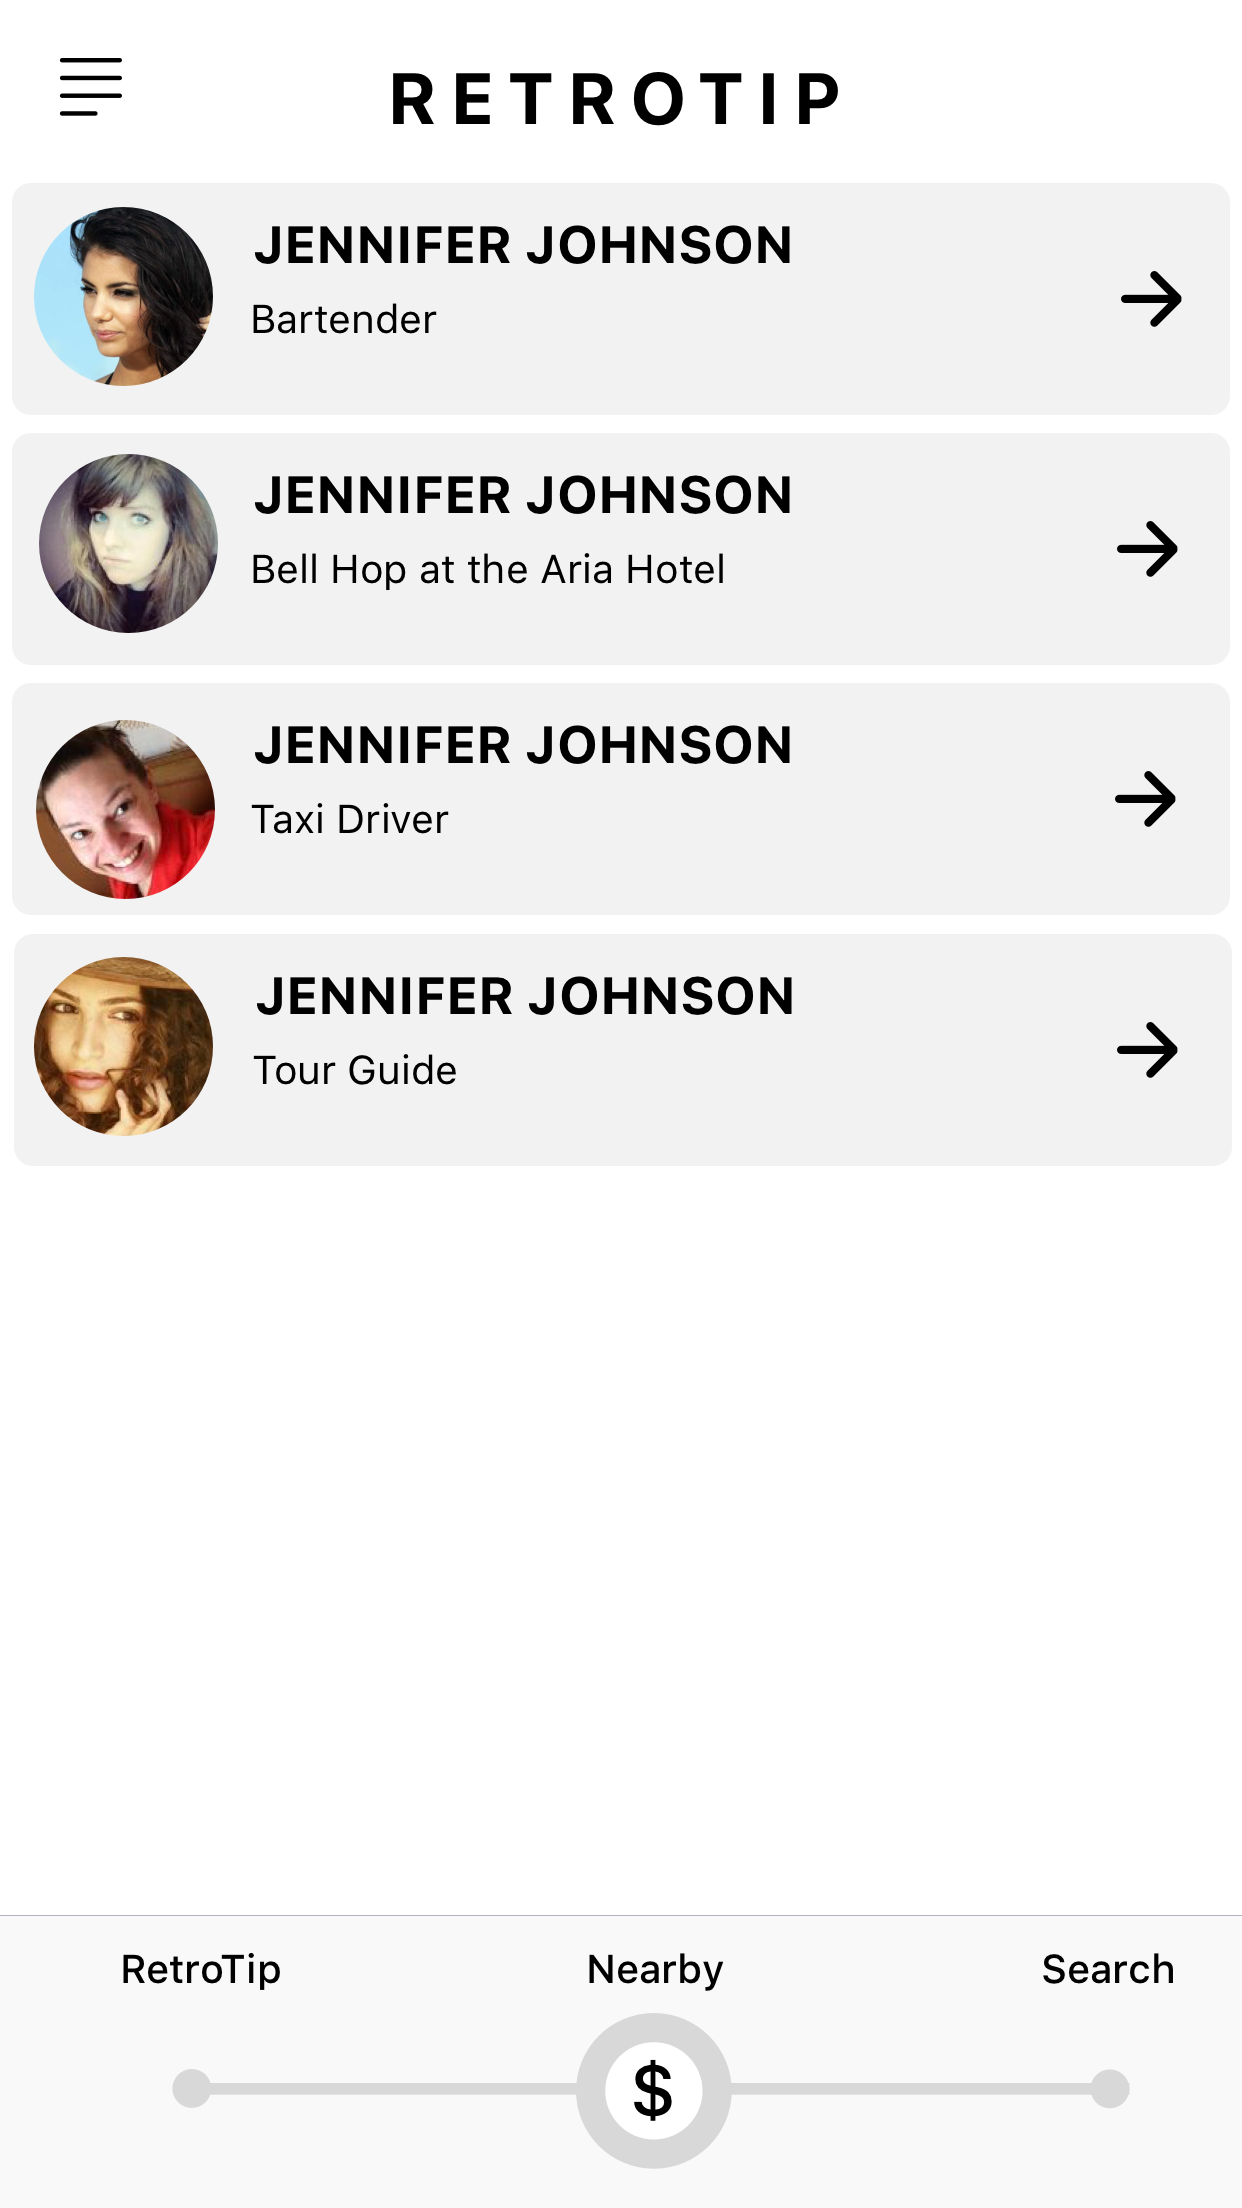 RETROTIP
JENNIFER JOHNSON
Bartender
JENNIFER JOHNSON
Bell Hop at the Aria Hotel
JENNIFER JOHNSON
Taxi Driver
JENNIFER JOHNSON
Tour Guide
RetroTip Nearby Search
$